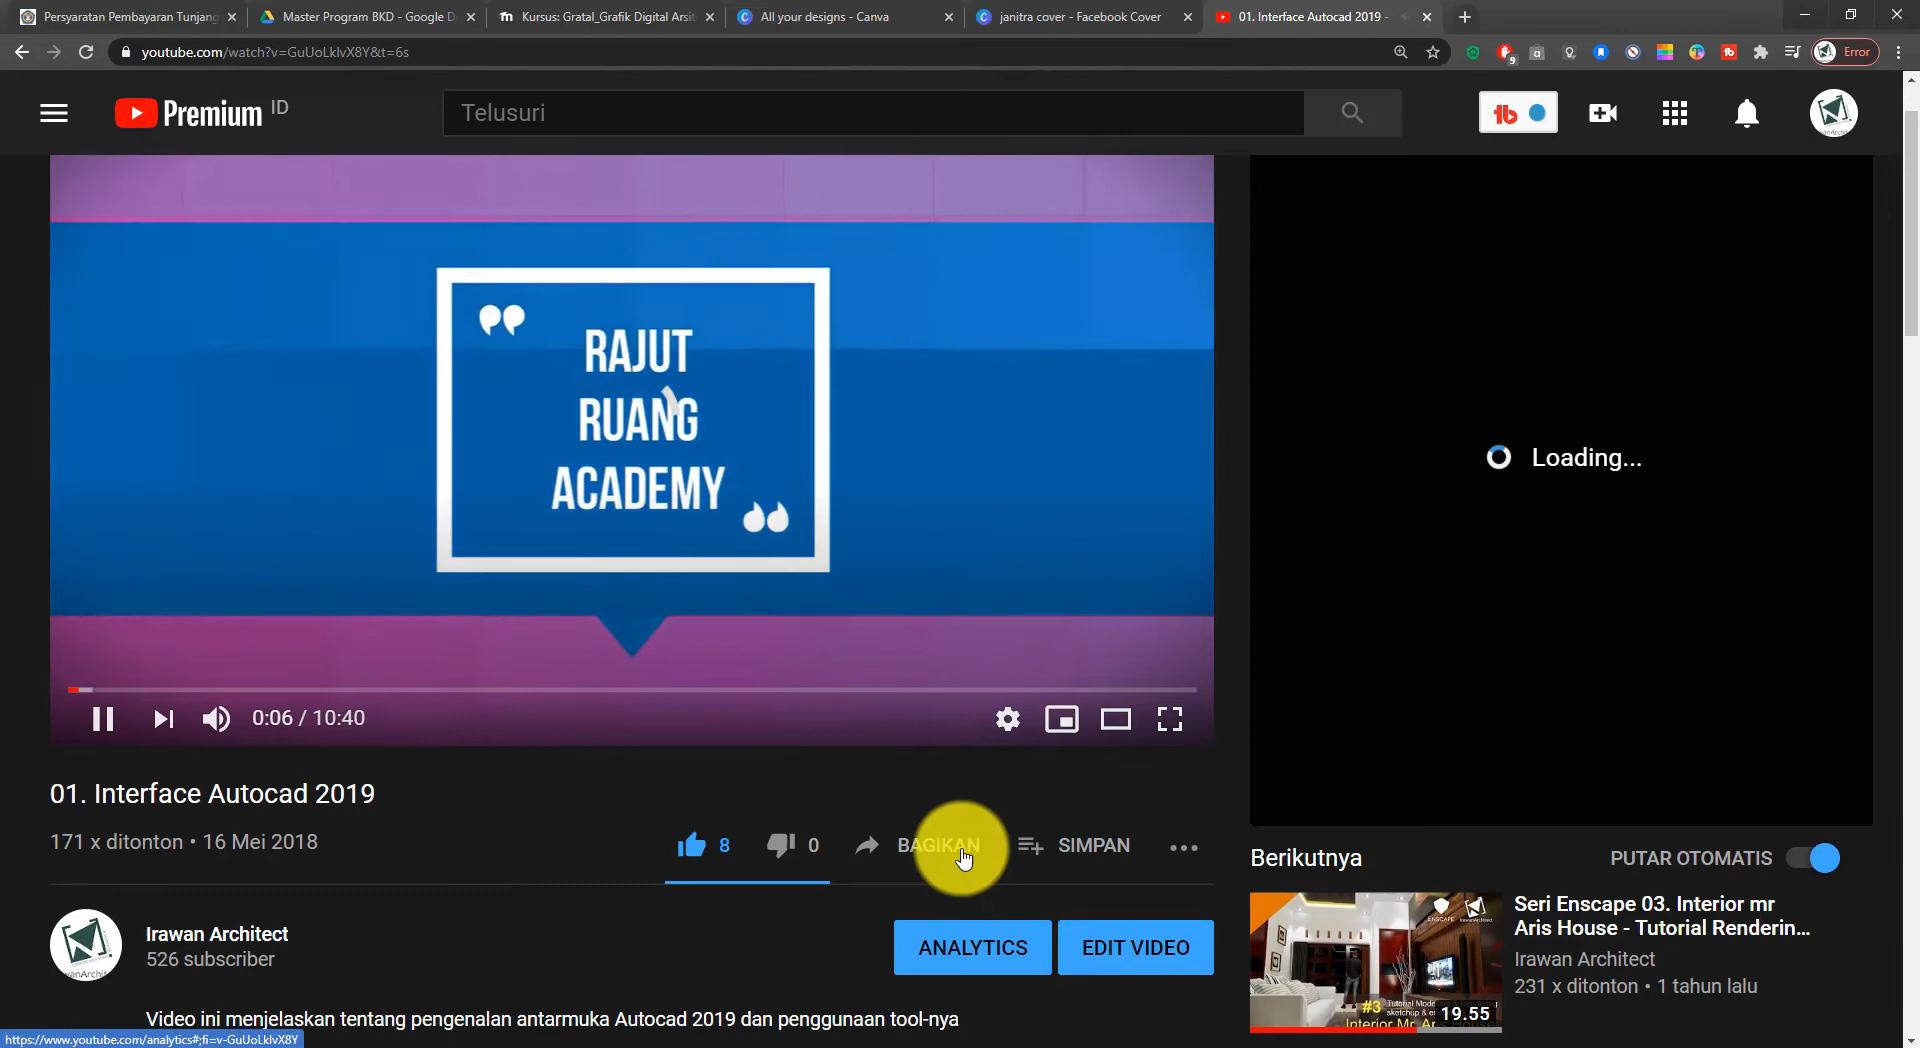 Persyaratan Pembayaran Tunjang
Master Program BKD - Google D
Kursus: Gratal_Grafik Digital Arsit
All your designs - Canva
janitra cover - Facebook Cover
01. Interface Autocad 2019 -
youtube.com/watch?v=GuUoLklvX8Y&t=6s
9
Error
Premium ID
Telusuri
RAJUT
RUANG
ACADEMY
Loading...
0:06 / 10:40
01. Interface Autocad 2019
171 x ditonton • 16 Mei 2018
8
0
BAGIKAN
SIMPAN
Irawan Architect
526 subscriber
ANALYTICS
EDIT VIDEO
Video ini menjelaskan tentang pengenalan antarmuka Autocad 2019 dan penggunaan tool-nya
https://www.youtube.com/analytics#;fi=v-GuUoLklvX8Y
Berikutnya
PUTAR OTOMATIS
Seri Enscape 03. Interior mr
Aris House - Tutorial Renderin...
Irawan Architect
231 x ditonton • 1 tahun lalu
ENSCAPE
#3
19.55